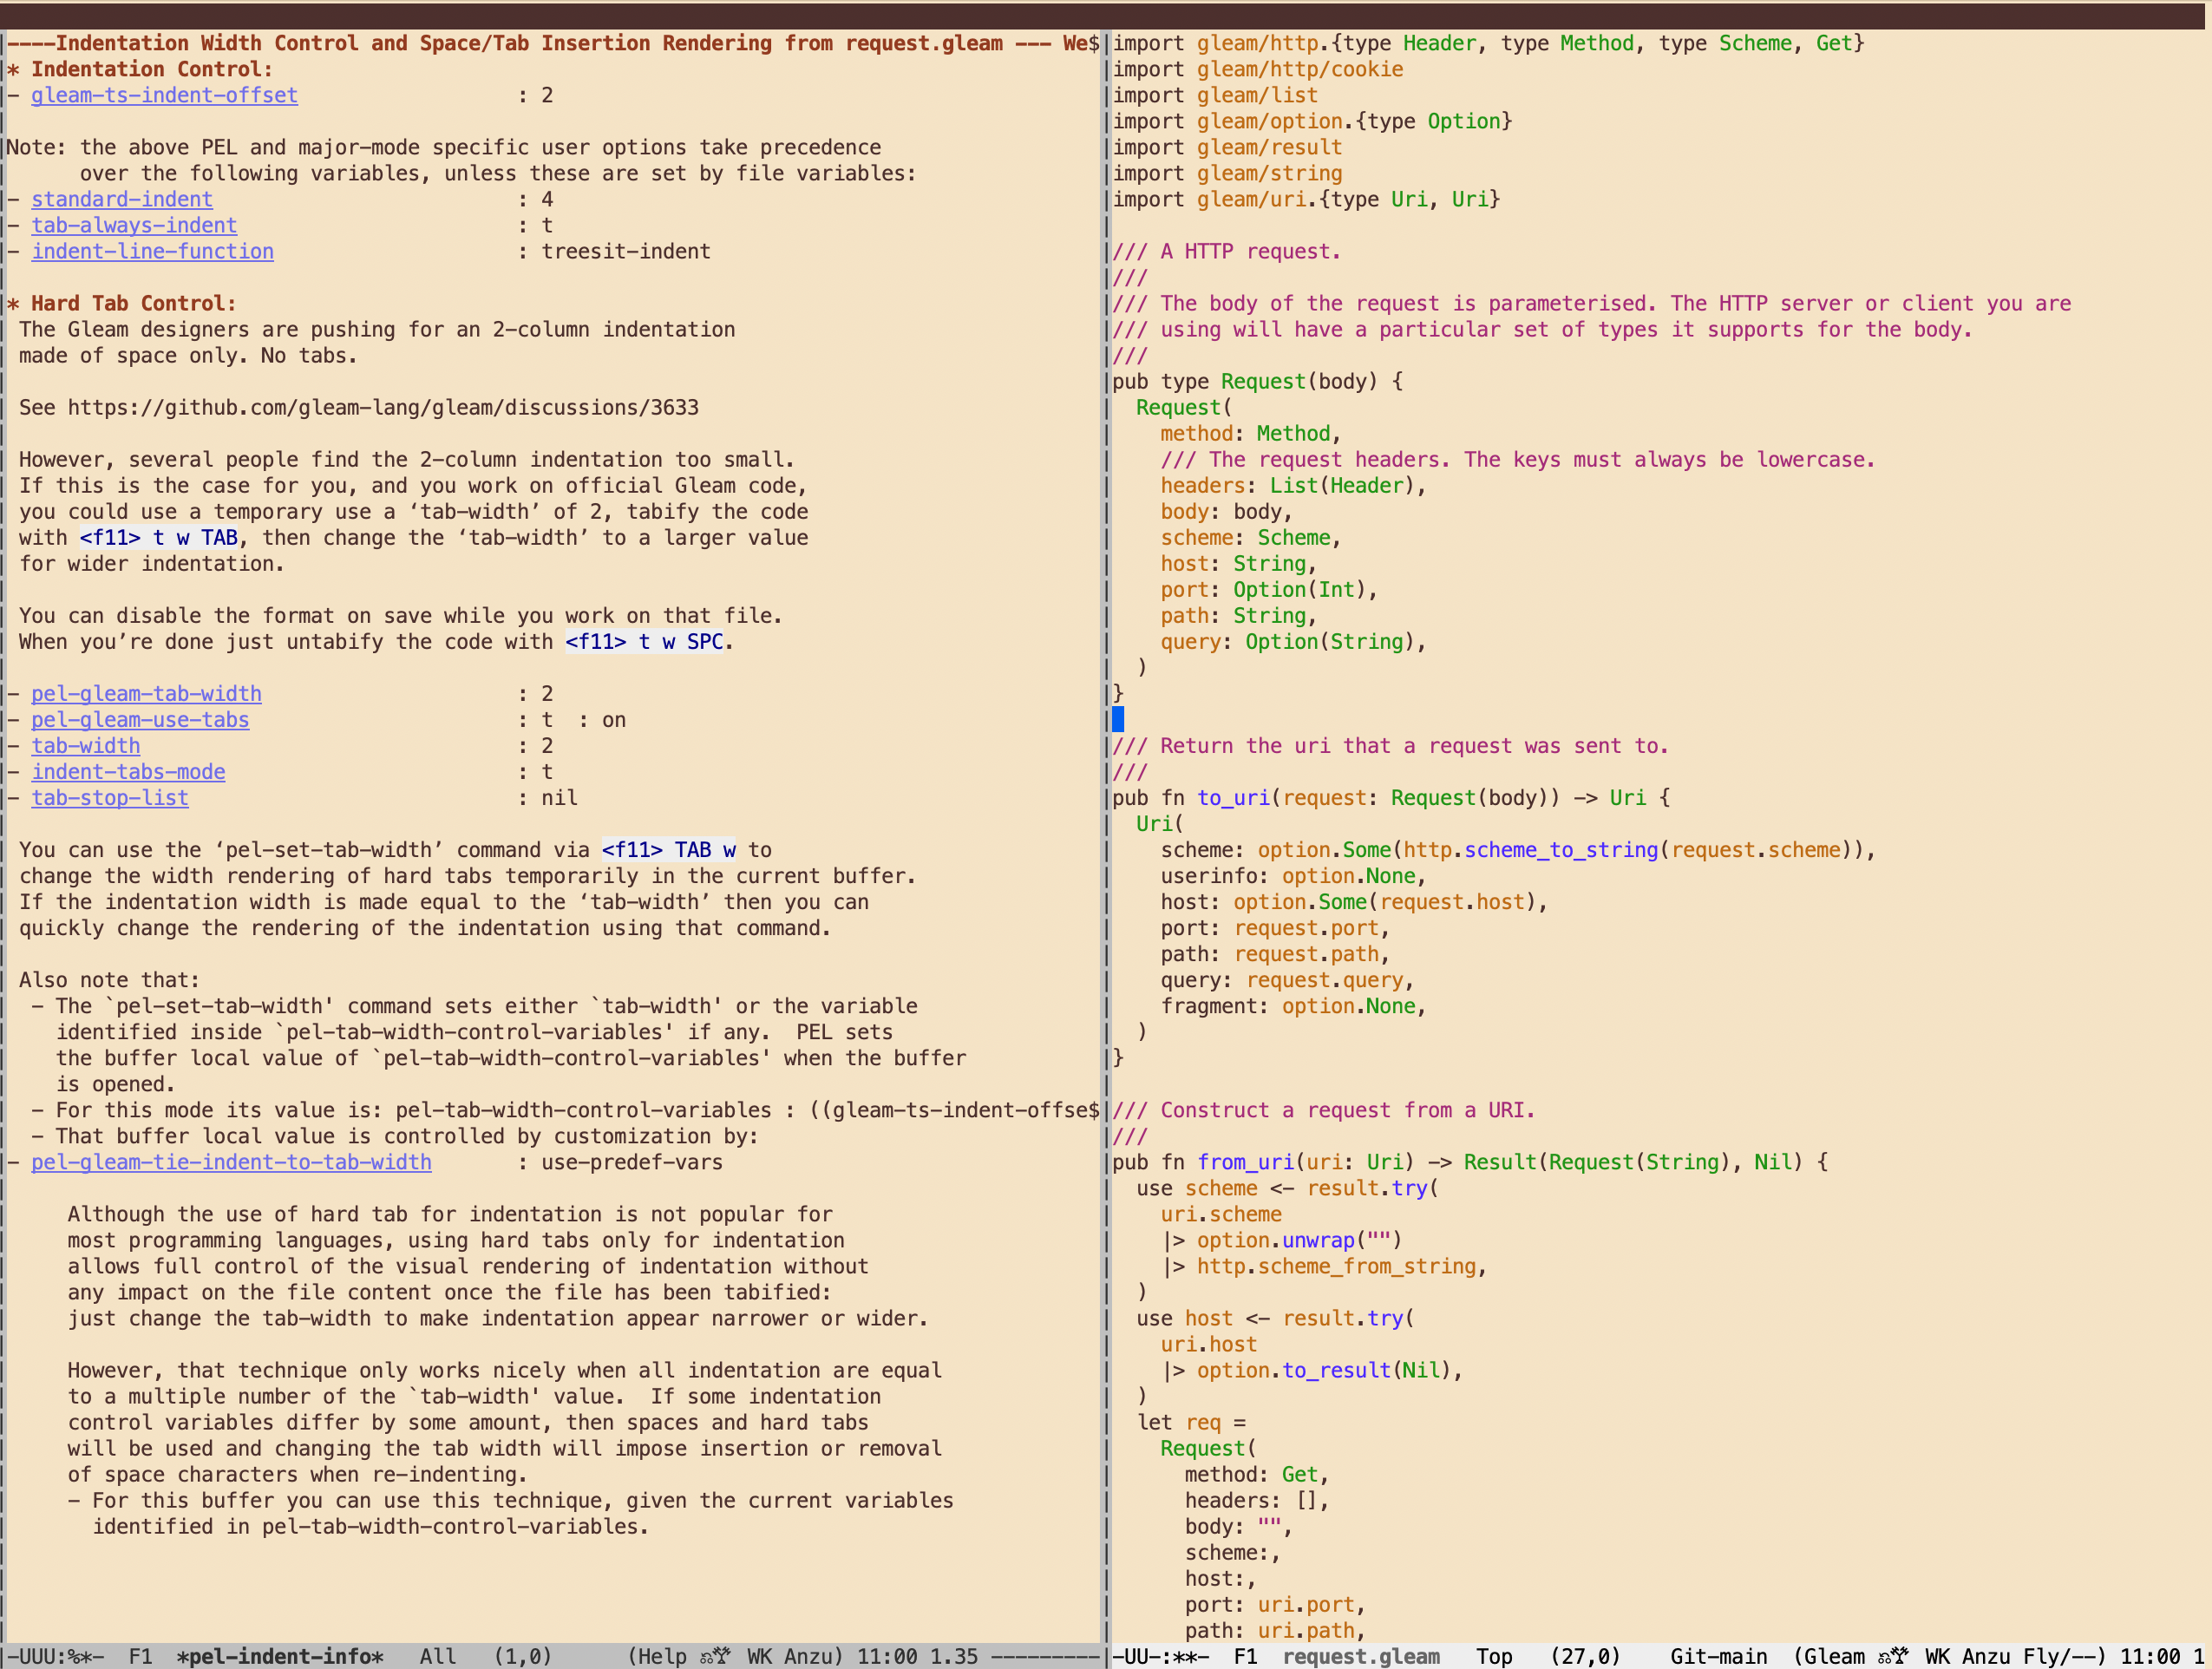 ----Indentation Width Control and Space/Tab Insertion Rendering from request.gleam --- We$
* Indentation Control:
- gleam-ts-indent-offset : 2
Note: the above PEL and major-mode specific user options take precedence
over the following variables, unless these are set by file variables:
- standard-indent : 4
- tab-always-indent : t
- indent-line-function : treesit-indent
* Hard Tab Control:
The Gleam designers are pushing for an 2-column indentation
made of space only. No tabs.
See https://github.com/gleam-lang/gleam/discussions/3633
However, several people find the 2-column indentation too small.
If this is the case for you, and you work on official Gleam code,
you could use a temporary use a ‘tab-width’ of 2, tabify the code
with <f11> t w TAB, then change the ‘tab-width’ to a larger value
for wider indentation.
You can disable the format on save while you work on that file.
When you’re done just untabify the code with <f11> t w SPC.
- pel-gleam-tab-width : 2
- pel-gleam-use-tabs : t : on
- tab-width : 2
- indent-tabs-mode : t
- tab-stop-list : nil
You can use the ‘pel-set-tab-width’ command via <f11> TAB w to
change the width rendering of hard tabs temporarily in the current buffer.
If the indentation width is made equal to the ‘tab-width’ then you can
quickly change the rendering of the indentation using that command.
Also note that:
- The `pel-set-tab-width' command sets either `tab-width' or the variable
identified inside `pel-tab-width-control-variables' if any.  PEL sets
the buffer local value of `pel-tab-width-control-variables' when the buffer
is opened.
- For this mode its value is: pel-tab-width-control-variables : ((gleam-ts-indent-offse$
- That buffer local value is controlled by customization by:
- pel-gleam-tie-indent-to-tab-width : use-predef-vars
Although the use of hard tab for indentation is not popular for
most programming languages, using hard tabs only for indentation
allows full control of the visual rendering of indentation without
any impact on the file content once the file has been tabified:
just change the tab-width to make indentation appear narrower or wider.
However, that technique only works nicely when all indentation are equal
to a multiple number of the `tab-width' value.  If some indentation
control variables differ by some amount, then spaces and hard tabs
will be used and changing the tab width will impose insertion or removal
of space characters when re-indenting.
- For this buffer you can use this technique, given the current variables
identified in pel-tab-width-control-variables.
-UUU:%*-  F1  *pel-indent-info*   All   (1,0)      (Help WK Anzu) 11:00 1.35 ---------
import gleam/http.{type Header, type Method, type Scheme, Get}
import gleam/http/cookie
import gleam/list
import gleam/option.{type Option}
import gleam/result
import gleam/string
import gleam/uri.{type Uri, Uri}
/// A HTTP request.
///
/// The body of the request is parameterised. The HTTP server or client you are
/// using will have a particular set of types it supports for the body.
///
pub type Request(body) {
Request(
method: Method,
/// The request headers. The keys must always be lowercase.
headers: List(Header),
body: body,
scheme: Scheme,
host: String,
port: Option(Int),
path: String,
query: Option(String),
)
}
/// Return the uri that a request was sent to.
///
pub fn to_uri(request: Request(body)) -> Uri {
Uri(
scheme: option.Some(http.scheme_to_string(request.scheme)),
userinfo: option.None,
host: option.Some(request.host),
port: request.port,
path: request.path,
query: request.query,
fragment: option.None,
)
}
/// Construct a request from a URI.
///
pub fn from_uri(uri: Uri) -> Result(Request(String), Nil) {
use scheme <- result.try(
uri.scheme
|> option.unwrap("")
|> http.scheme_from_string,
)
use host <- result.try(
uri.host
|> option.to_result(Nil),
)
let req =
Request(
method: Get,
headers: [],
body: "",
scheme:,
host:,
port: uri.port,
path: uri.path,
-UU-:**-  F1  request.gleam   Top   (27,0)    Git-main  (Gleam WK Anzu Fly/--) 11:00 1